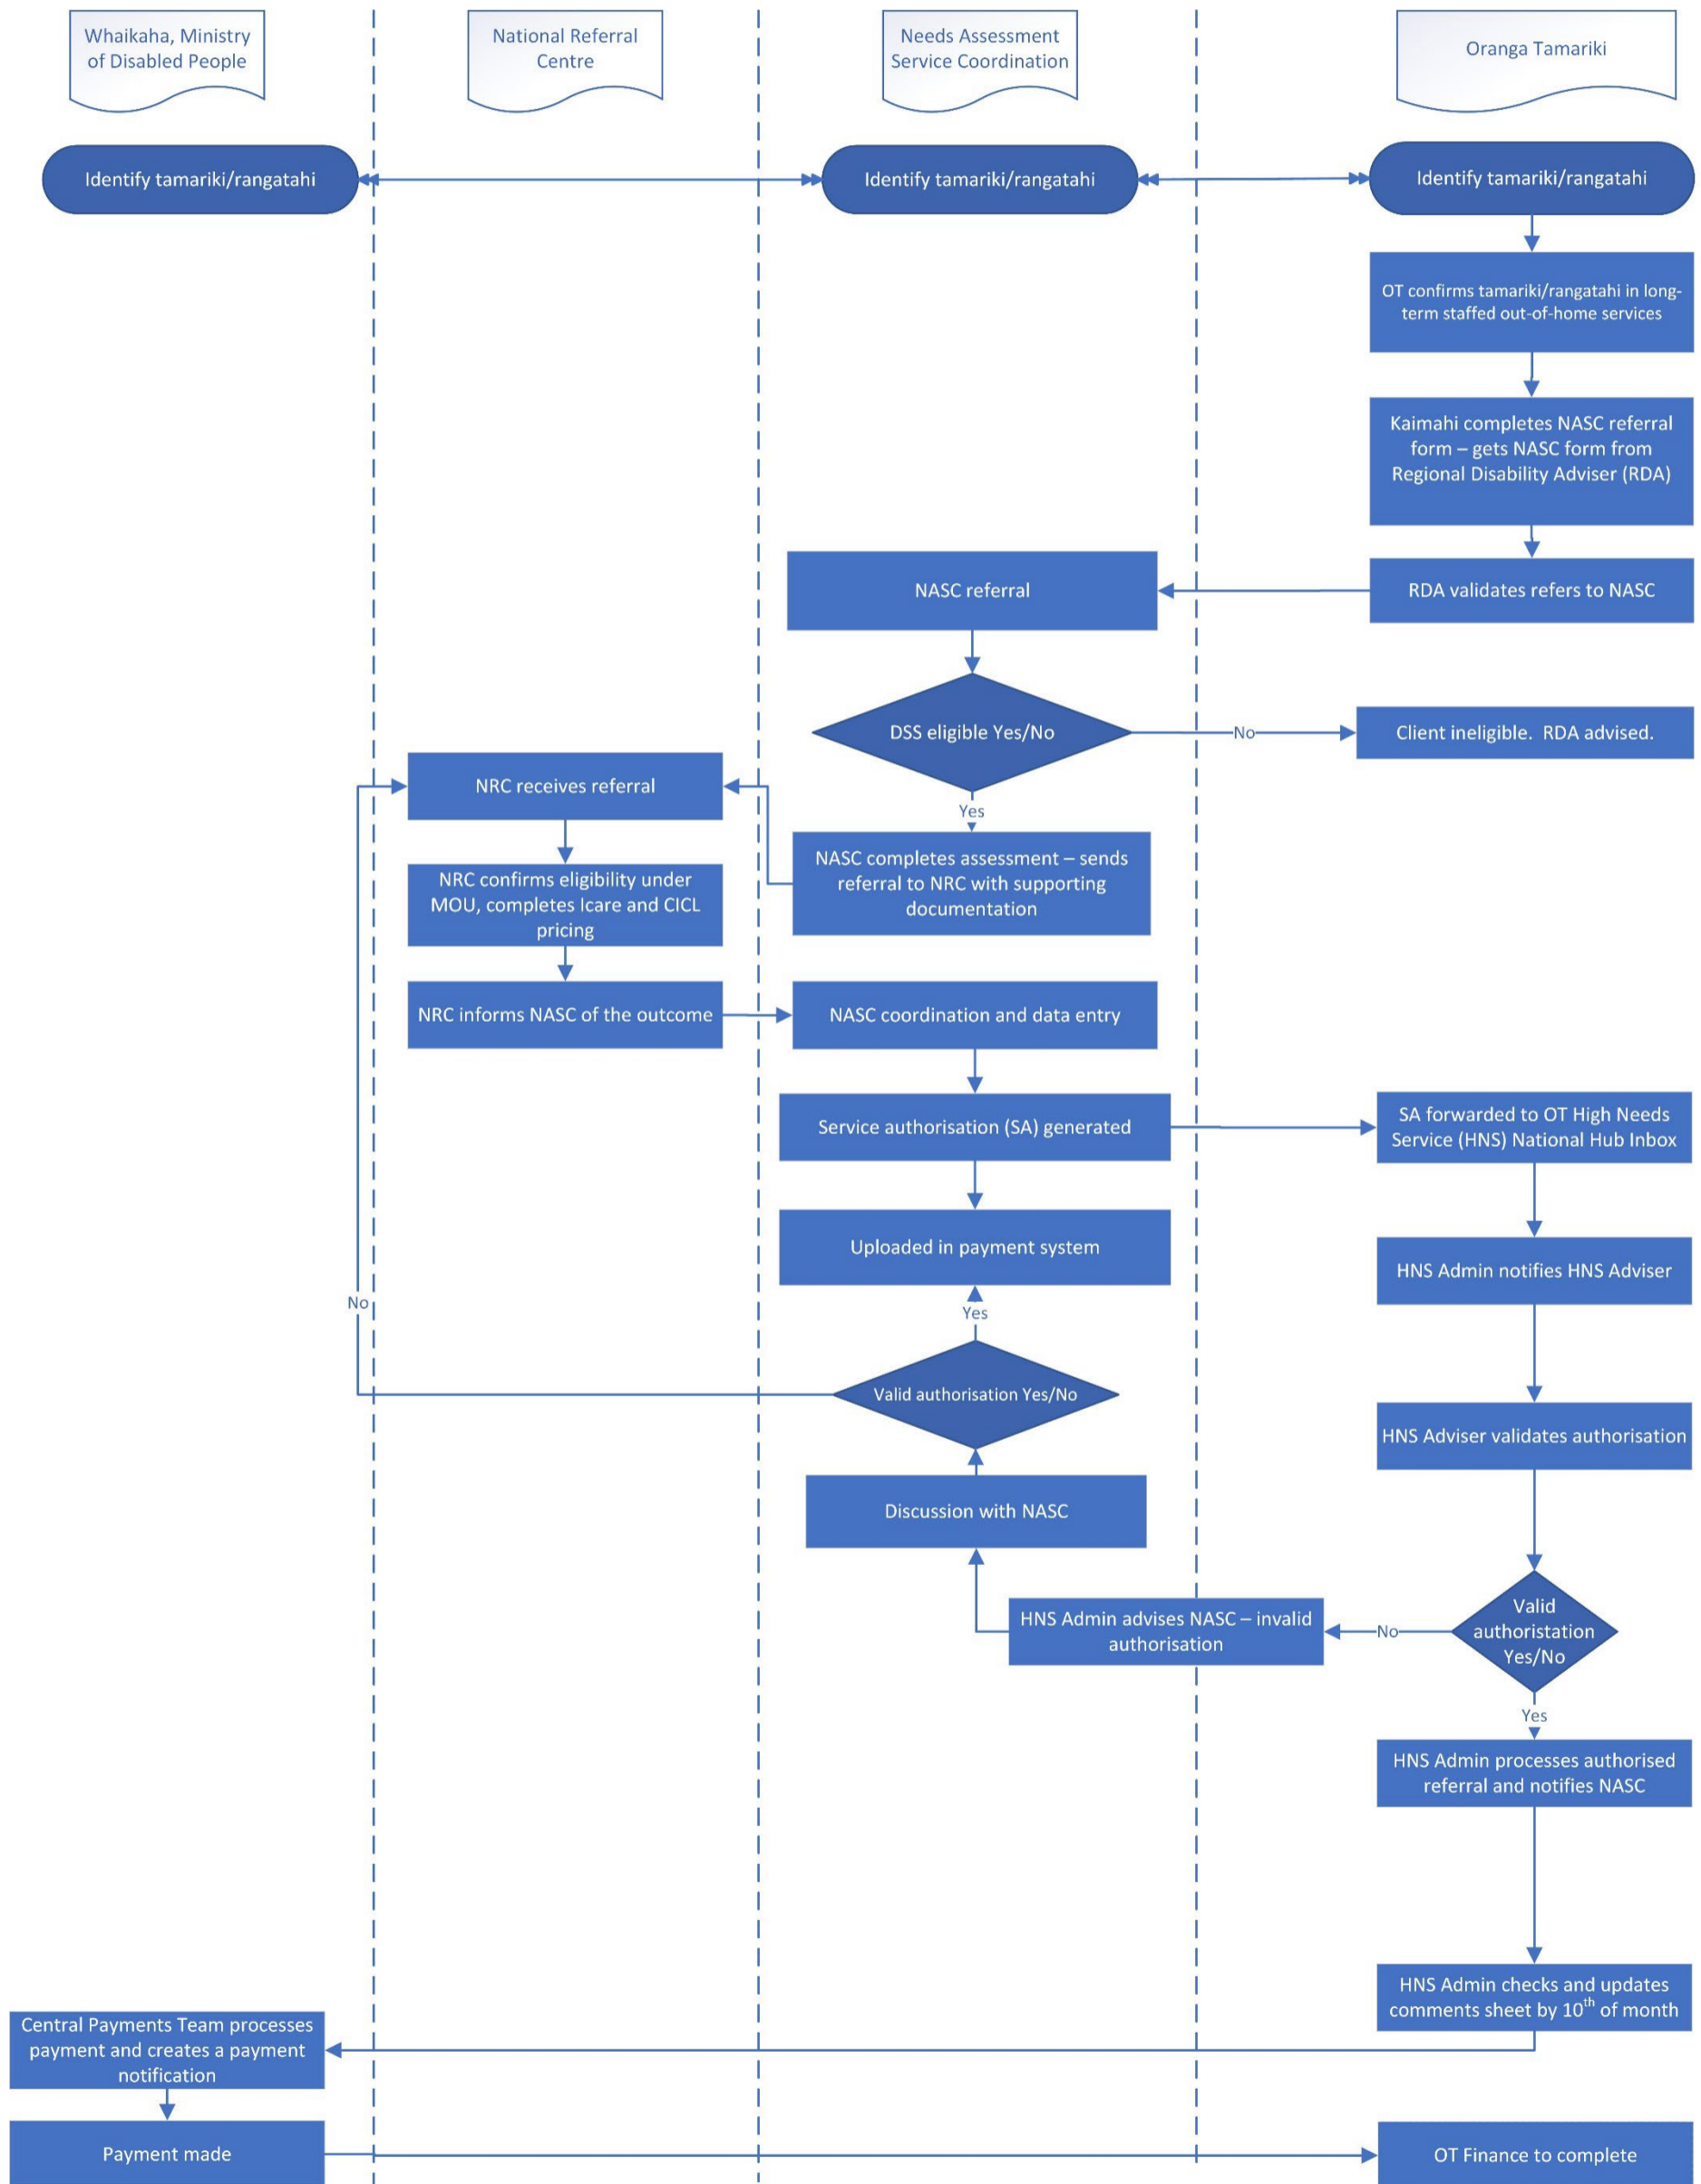 Whaikaha, Ministry
of Disabled People
National Referral
Centre
Needs Assessment
Service Coordination
Oranga Tamariki
Identify tamariki/rangatahi
Identify tamariki/rangatahi
Identify tamariki/rangatahi
OT confirms tamariki/rangatahi in long-
term staffed out-of-home services
Kaimahi completes NASC referral
form – gets NASC form from
Regional Disability Adviser (RDA)
NASC referral
RDA validates refers to NASC
DSS eligible Yes/No
No
Client ineligible. RDA advised.
Yes
NRC receives referral
NASC completes assessment – sends
referral to NRC with supporting
documentation
NRC confirms eligibility under
MOU, completes Icare and CICL
pricing
NRC informs NASC of the outcome
NASC coordination and data entry
Service authorisation (SA) generated
SA forwarded to OT High Needs
Service (HNS) National Hub Inbox
Uploaded in payment system
HNS Admin notifies HNS Adviser
No
Yes
Valid authorisation Yes/No
HNS Adviser validates authorisation
Discussion with NASC
HNS Admin advises NASC – invalid
authorisation
No
Valid
authoristation
Yes/No
Yes
HNS Admin processes authorised
referral and notifies NASC
HNS Admin checks and updates
comments sheet by 10th of month
Central Payments Team processes
payment and creates a payment
notification
Payment made
OT Finance to complete